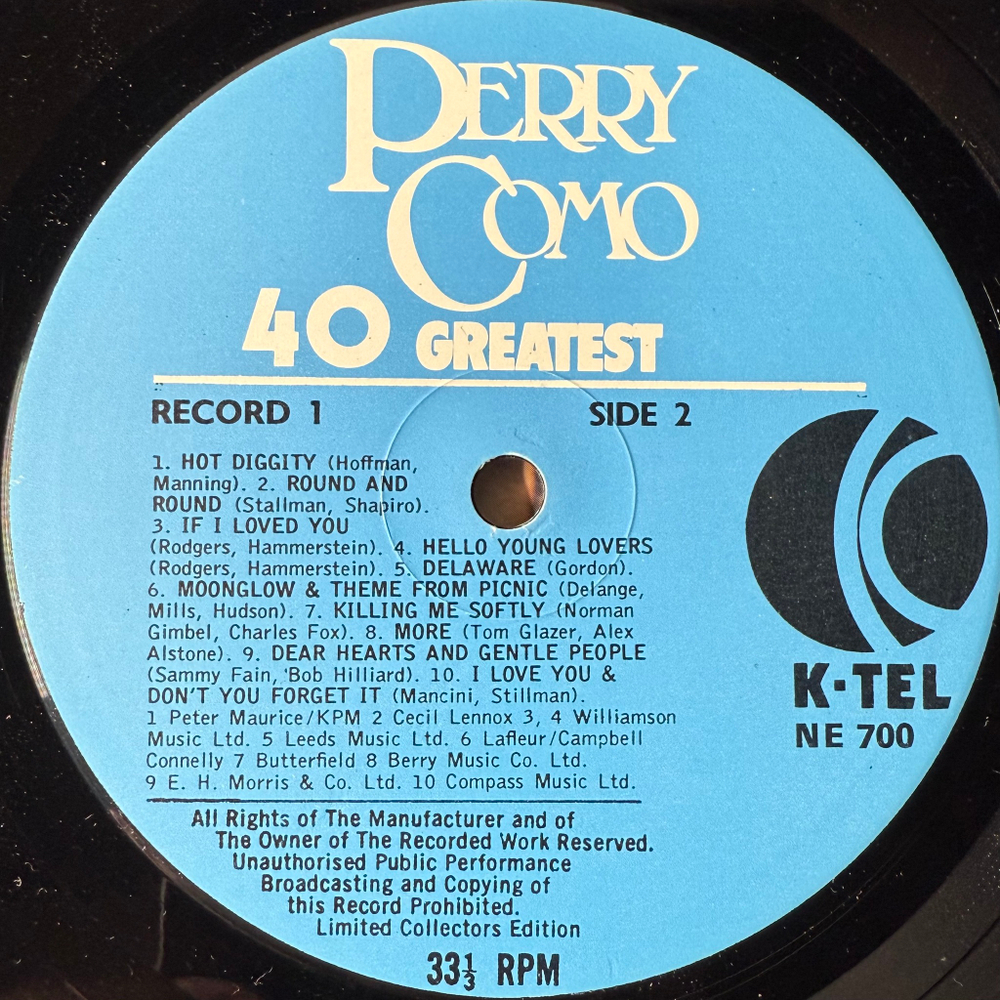 PERRY
COMO
40 GREATEST
RECORD 1 SIDE 2
1. HOT DIGGITY (Hoffman,
Manning). 2. ROUND AND
ROUND (Stallman, Shapiro).
3. IF I LOVED YOU
(Rodgers, Hammerstein). 4. HELLO YOUNG LOVERS
(Rodgers, Hammerstein). 5. DELAWARE (Gordon).
6. MOONGLOW & THEME FROM PICNIC (Delange,
Mills, Hudson). 7. KILLING ME SOFTLY (Norman
Gimbel, Charles Fox). 8. MORE (Tom Glazer, Alex
Alstone). 9. DEAR HEARTS AND GENTLE PEOPLE
(Sammy Fain, Bob Hilliard). 10. I LOVE YOU &
DON'T YOU FORGET IT (Mancini, Stillman).
1 Peter Maurice/KPM 2 Cecil Lennox 3, 4 Williamson
Music Ltd. 5 Leeds Music Ltd. 6 Lafleur/Campbell
Connelly 7 Butterfield 8 Berry Music Co. Ltd.
9 E. H. Morris & Co. Ltd. 10 Compass Music Ltd.
K·TEL
NE 700
All Rights of The Manufacturer and of
The Owner of The Recorded Work Reserved.
Unauthorised Public Performance
Broadcasting and Copying of
this Record Prohibited.
Limited Collectors Edition
33⅓ RPM